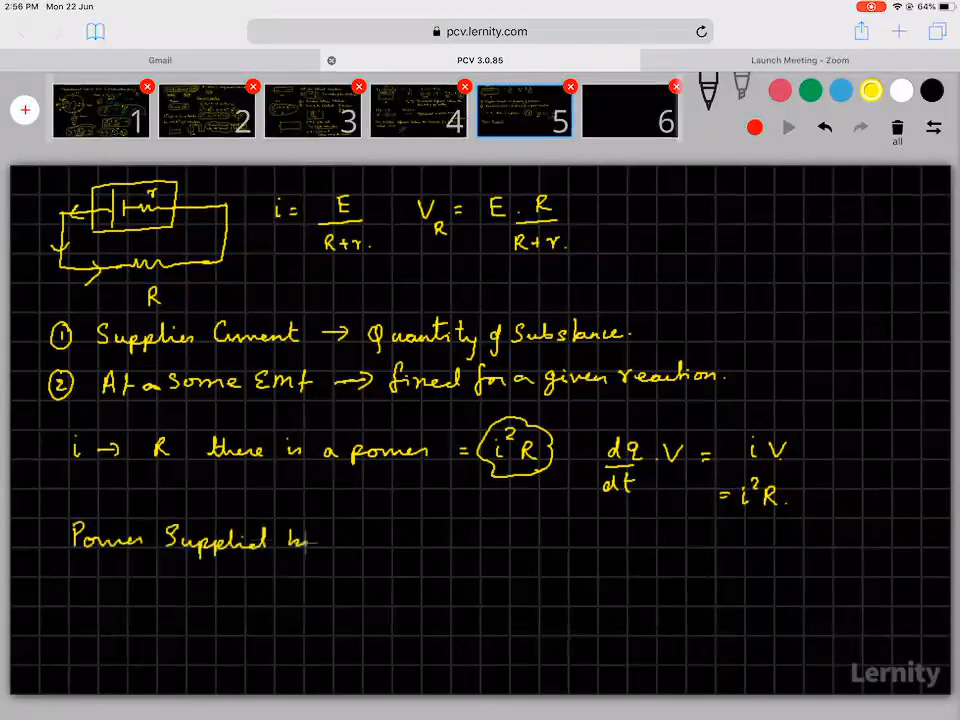 2:56 PM Mon 22 Jun
64%
pcv.lernity.com
Gmail
PCV 3.0.85
Launch Meeting - Zoom
1
2
3
4
5
6
all
r
i = E / R+r.
V_R = E . R / R+r.
R
① Supplies Current → Quantity of Substance.
② At a Some EMF → fixed for a given reaction.
i → R there is a power = i²R dq/dt . V = iV
= i²R.
Power Supplied
Lernity